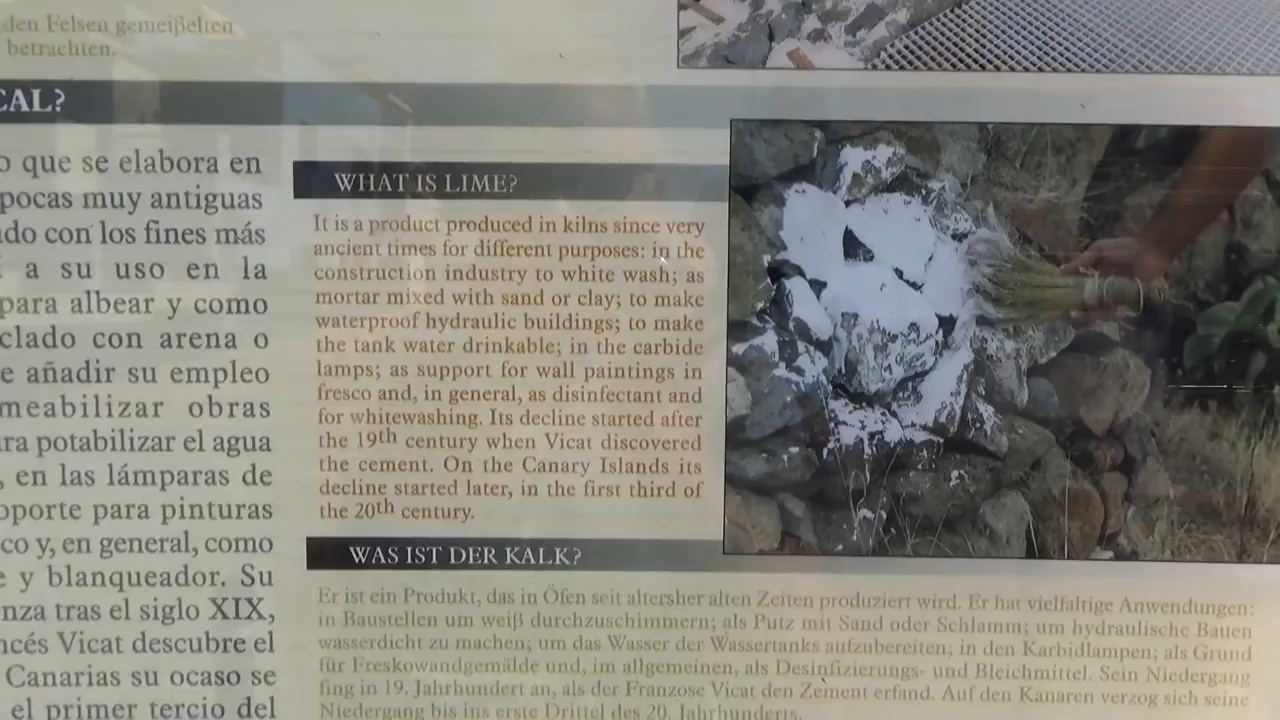 den Felsen gemeißelten
betrachten.
CAL?
o que se elabora en
pocas muy antiguas
do con los fines más
a su uso en la
para albear y como
clado con arena o
e añadir su empleo
meabilizar obras
ra potabilizar el agua
, en las lámparas de
oporte para pinturas
co y, en general, como
e y blanqueador. Su
nza tras el siglo XIX,
ncés Vicat descubre el
Canarias su ocaso se
el primer tercio del
WHAT IS LIME?
It is a product produced in kilns since very
ancient times for different purposes: in the
construction industry to white wash; as
mortar mixed with sand or clay; to make
waterproof hydraulic buildings; to make
the tank water drinkable; in the carbide
lamps; as support for wall paintings in
fresco and, in general, as disinfectant and
for whitewashing. Its decline started after
the 19th century when Vicat discovered
the cement. On the Canary Islands its
decline started later, in the first third of
the 20th century.
WAS IST DER KALK?
Er ist ein Produkt, das in Öfen seit altersher alten Zeiten produziert wird. Er hat vielfaltige Anwendungen:
in Baustellen um weiß durchzuschimmern; als Putz mit Sand oder Schlamm; um hydraulische Bauen
wasserdicht zu machen; um das Wasser der Wassertanks aufzubereiten; in den Karbidlampen; als Grund
für Freskowandgemälde und, im allgemeinen, als Desinfizierungs- und Bleichmittel. Sein Niedergang
fing in 19. Jahrhundert an, als der Franzose Vicat den Zement erfand. Auf den Kanaren verzog sich seine
Niedergang bis ins erste Drittel des 20. Jahrhunderts.